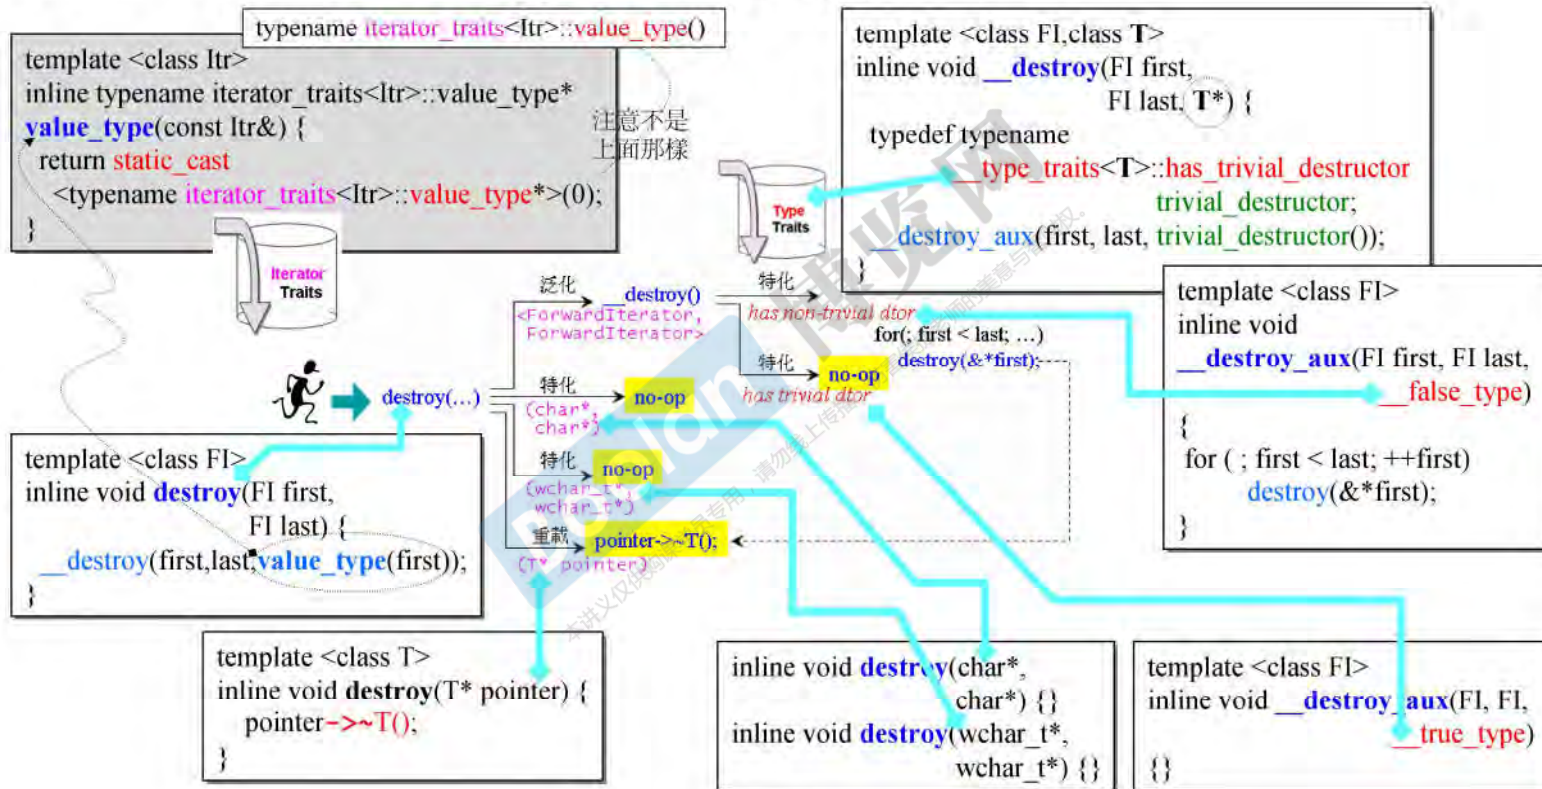 typename iterator_traits<Itr>::value_type()
template <class Itr>
inline typename iterator_traits<Itr>::value_type*
value_type(const Itr&) {
return static_cast
<typename iterator_traits<Itr>::value_type*>(0);
}
注意不是
上面那樣
Iterator
Traits
template <class FI,class T>
inline void __destroy(FI first,
FI last, T*) {
typedef typename
__type_traits<T>::has_trivial_destructor
trivial_destructor;
__destroy_aux(first, last, trivial_destructor());
}
Type
Traits
template <class FI>
inline void
__destroy_aux(FI first, FI last,
__false_type)
{
for ( ; first < last; ++first)
destroy(&*first);
}
destroy(…)
泛化
<ForwardIterator,
ForwardIterator>
__destroy()
特化
has non-trivial dtor
for(; first < last; …)
destroy(&*first);
特化
has trivial dtor
no-op
特化
(char*,
char*)
no-op
特化
(wchar_t*,
wchar_t*)
no-op
重載
(T* pointer)
pointer->~T();
template <class FI>
inline void destroy(FI first,
FI last) {
__destroy(first,last,value_type(first));
}
template <class T>
inline void destroy(T* pointer) {
pointer->~T();
}
inline void destroy(char*,
char*) {}
inline void destroy(wchar_t*,
wchar_t*) {}
template <class FI>
inline void __destroy_aux(FI, FI,
__true_type)
{}
Boolan
博览网